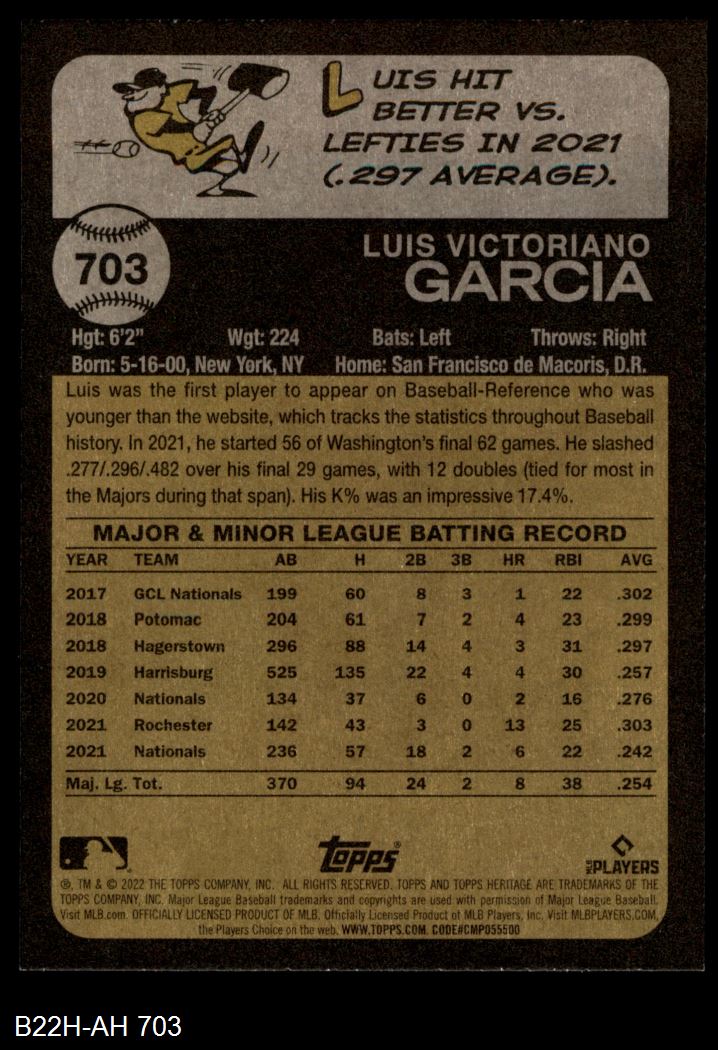 LUIS HIT
BETTER VS.
LEFTIES IN 2021
(.297 AVERAGE).
703
LUIS VICTORIANO
GARCIA
Hgt: 6'2" Wgt: 224 Bats: Left Throws: Right
Born: 5-16-00, New York, NY Home: San Francisco de Macoris, D.R.
Luis was the first player to appear on Baseball-Reference who was
younger than the website, which tracks the statistics throughout Baseball
history. In 2021, he started 56 of Washington's final 62 games. He slashed
.277/.296/.482 over his final 29 games, with 12 doubles (tied for most in
the Majors during that span). His K% was an impressive 17.4%.
MAJOR & MINOR LEAGUE BATTING RECORD
YEAR TEAM AB H 2B 3B HR RBI AVG
2017 GCL Nationals 199 60 8 3 1 22 .302
2018 Potomac 204 61 7 2 4 23 .299
2018 Hagerstown 296 88 14 4 3 31 .297
2019 Harrisburg 525 135 22 4 4 30 .257
2020 Nationals 134 37 6 0 2 16 .276
2021 Rochester 142 43 3 0 13 25 .303
2021 Nationals 236 57 18 2 6 22 .242
Maj. Lg. Tot. 370 94 24 2 8 38 .254
topps® MLB PLAYERS
®, TM & © 2022 THE TOPPS COMPANY, INC. ALL RIGHTS RESERVED. TOPPS AND TOPPS HERITAGE ARE TRADEMARKS OF THE
TOPPS COMPANY, INC. Major League Baseball trademarks and copyrights are used with permission of Major League Baseball.
Visit MLB.com. OFFICIALLY LICENSED PRODUCT OF MLB. Officially Licensed Product of MLB Players, Inc. Visit MLBPLAYERS.COM,
the Players Choice on the web. WWW.TOPPS.COM. CODE#CMP055500
B22H-AH 703